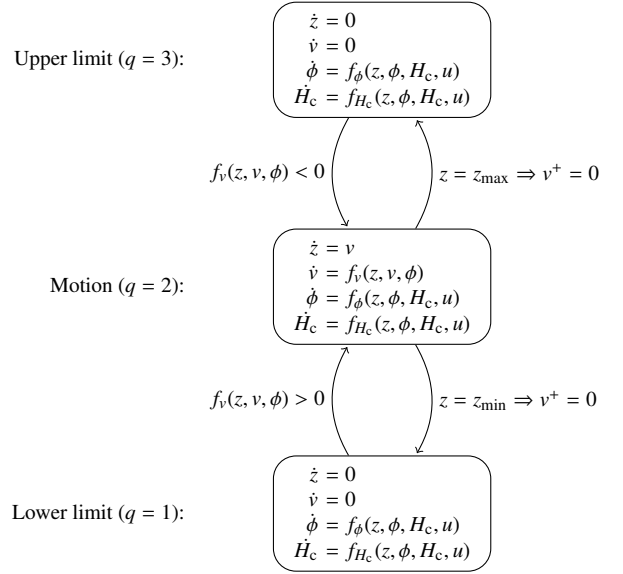 ż = 0
v̇ = 0
Upper limit (q = 3):
ϕ̇ = f_ϕ(z, ϕ, H_c, u)
Ḣ_c = f_{H_c}(z, ϕ, H_c, u)
f_v(z, v, ϕ) < 0
z = z_max ⇒ v⁺ = 0
ż = v
v̇ = f_v(z, v, ϕ)
Motion (q = 2):
ϕ̇ = f_ϕ(z, ϕ, H_c, u)
Ḣ_c = f_{H_c}(z, ϕ, H_c, u)
f_v(z, v, ϕ) > 0
z = z_min ⇒ v⁺ = 0
ż = 0
v̇ = 0
Lower limit (q = 1):
ϕ̇ = f_ϕ(z, ϕ, H_c, u)
Ḣ_c = f_{H_c}(z, ϕ, H_c, u)